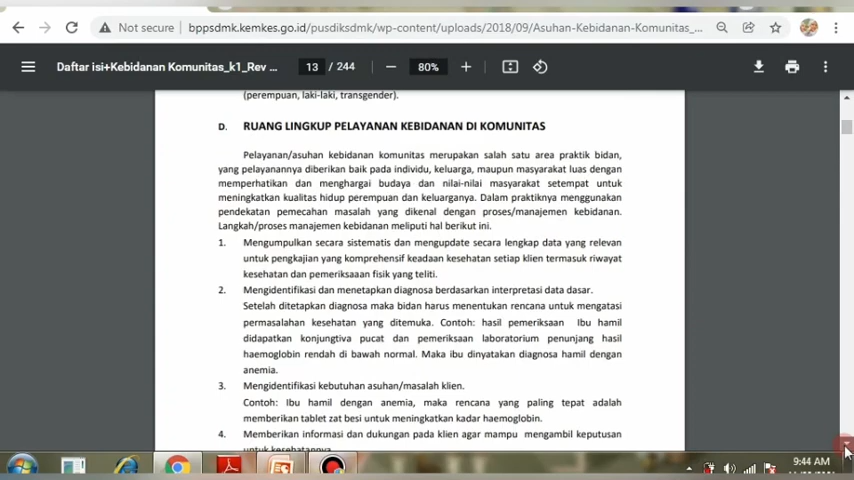 Not secure
bppsdmk.kemkes.go.id/pusdiksdmk/wp-content/uploads/2018/09/Asuhan-Kebidanan-Komunitas_...
Daftar isi+Kebidanan Komunitas_k1_Rev ...
13 / 244
80%
(perempuan, laki-laki, transgender).
D. RUANG LINGKUP PELAYANAN KEBIDANAN DI KOMUNITAS
Pelayanan/asuhan kebidanan komunitas merupakan salah satu area praktik bidan,
yang pelayanannya diberikan baik pada individu, keluarga, maupun masyarakat luas dengan
memperhatikan dan menghargai budaya dan nilai-nilai masyarakat setempat untuk
meningkatkan kualitas hidup perempuan dan keluarganya. Dalam praktiknya menggunakan
pendekatan pemecahan masalah yang dikenal dengan proses/manajemen kebidanan.
Langkah/proses manajemen kebidanan meliputi hal berikut ini.
1. Mengumpulkan secara sistematis dan mengupdate secara lengkap data yang relevan
untuk pengkajian yang komprehensif keadaan kesehatan setiap klien termasuk riwayat
kesehatan dan pemeriksaaan fisik yang teliti.
2. Mengidentifikasi dan menetapkan diagnosa berdasarkan interpretasi data dasar.
Setelah ditetapkan diagnosa maka bidan harus menentukan rencana untuk mengatasi
permasalahan kesehatan yang ditemuka. Contoh: hasil pemeriksaan Ibu hamil
didapatkan konjungtiva pucat dan pemeriksaan laboratorium penunjang hasil
haemoglobin rendah di bawah normal. Maka ibu dinyatakan diagnosa hamil dengan
anemia.
3. Mengidentifikasi kebutuhan asuhan/masalah klien.
Contoh: Ibu hamil dengan anemia, maka rencana yang paling tepat adalah
memberikan tablet zat besi untuk meningkatkan kadar haemoglobin.
4. Memberikan informasi dan dukungan pada klien agar mampu mengambil keputusan
untuk kesehatannya
9:44 AM